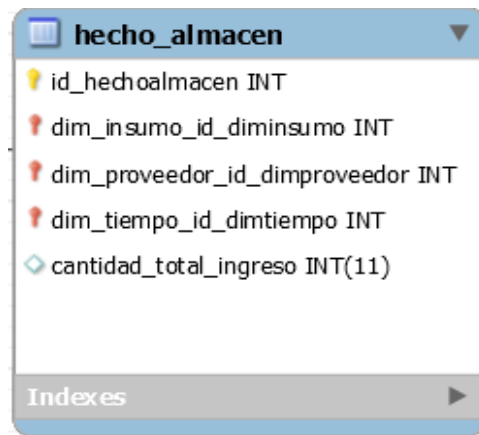 hecho_almacen
id_hechoalmacen INT
dim_insumo_id_diminsumo INT
dim_proveedor_id_dimproveedor INT
dim_tiempo_id_dimtiempo INT
cantidad_total_ingreso INT(11)
Indexes